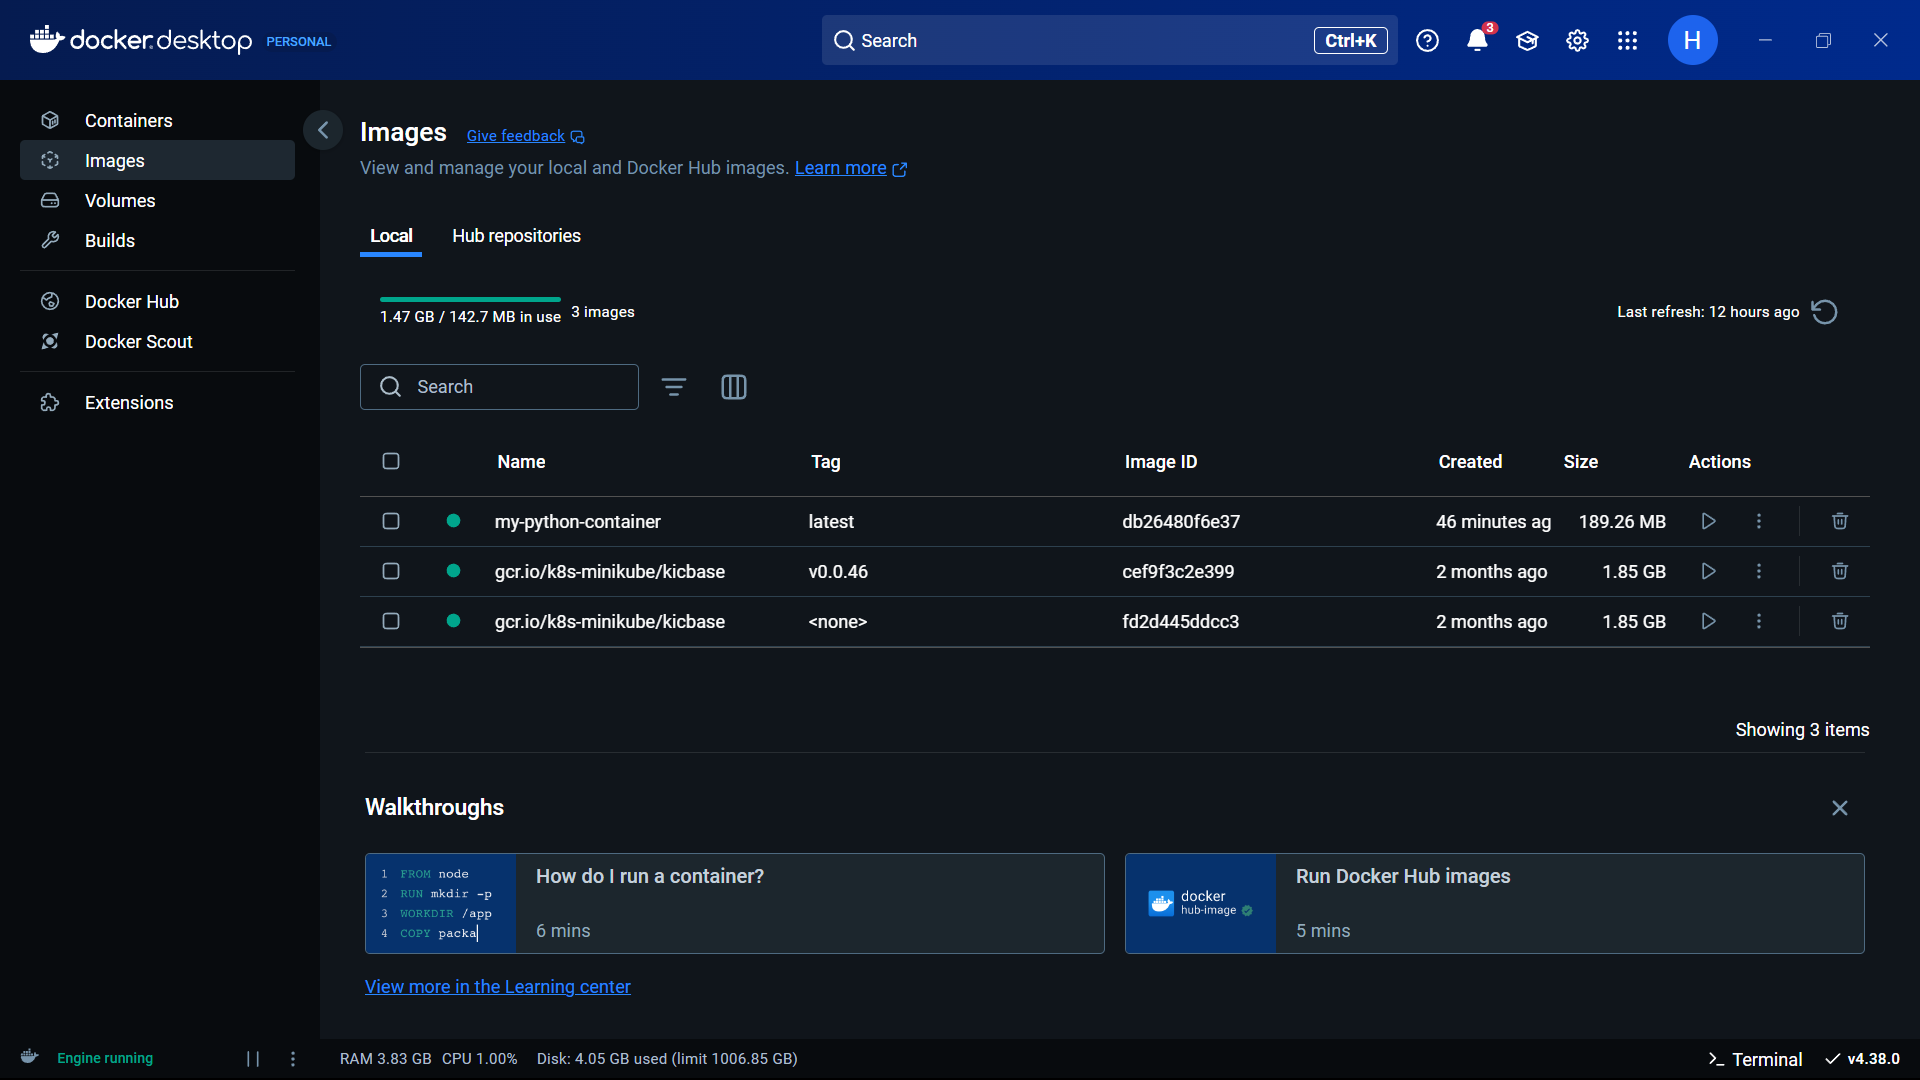 docker.desktop PERSONAL
Search Ctrl+K
3
H
Containers
Images
Volumes
Builds
Docker Hub
Docker Scout
Extensions
Images Give feedback
View and manage your local and Docker Hub images. Learn more
Local Hub repositories
1.47 GB / 142.7 MB in use 3 images
Last refresh: 12 hours ago
Search
Name Tag Image ID Created Size Actions
my-python-container latest db26480f6e37 46 minutes ag 189.26 MB
gcr.io/k8s-minikube/kicbase v0.0.46 cef9f3c2e399 2 months ago 1.85 GB
gcr.io/k8s-minikube/kicbase <none> fd2d445ddcc3 2 months ago 1.85 GB
Showing 3 items
Walkthroughs
1 FROM node
2 RUN mkdir -p
3 WORKDIR /app
4 COPY packa
How do I run a container?
6 mins
docker
hub-image
Run Docker Hub images
5 mins
View more in the Learning center
Engine running
RAM 3.83 GB CPU 1.00% Disk: 4.05 GB used (limit 1006.85 GB)
Terminal v4.38.0